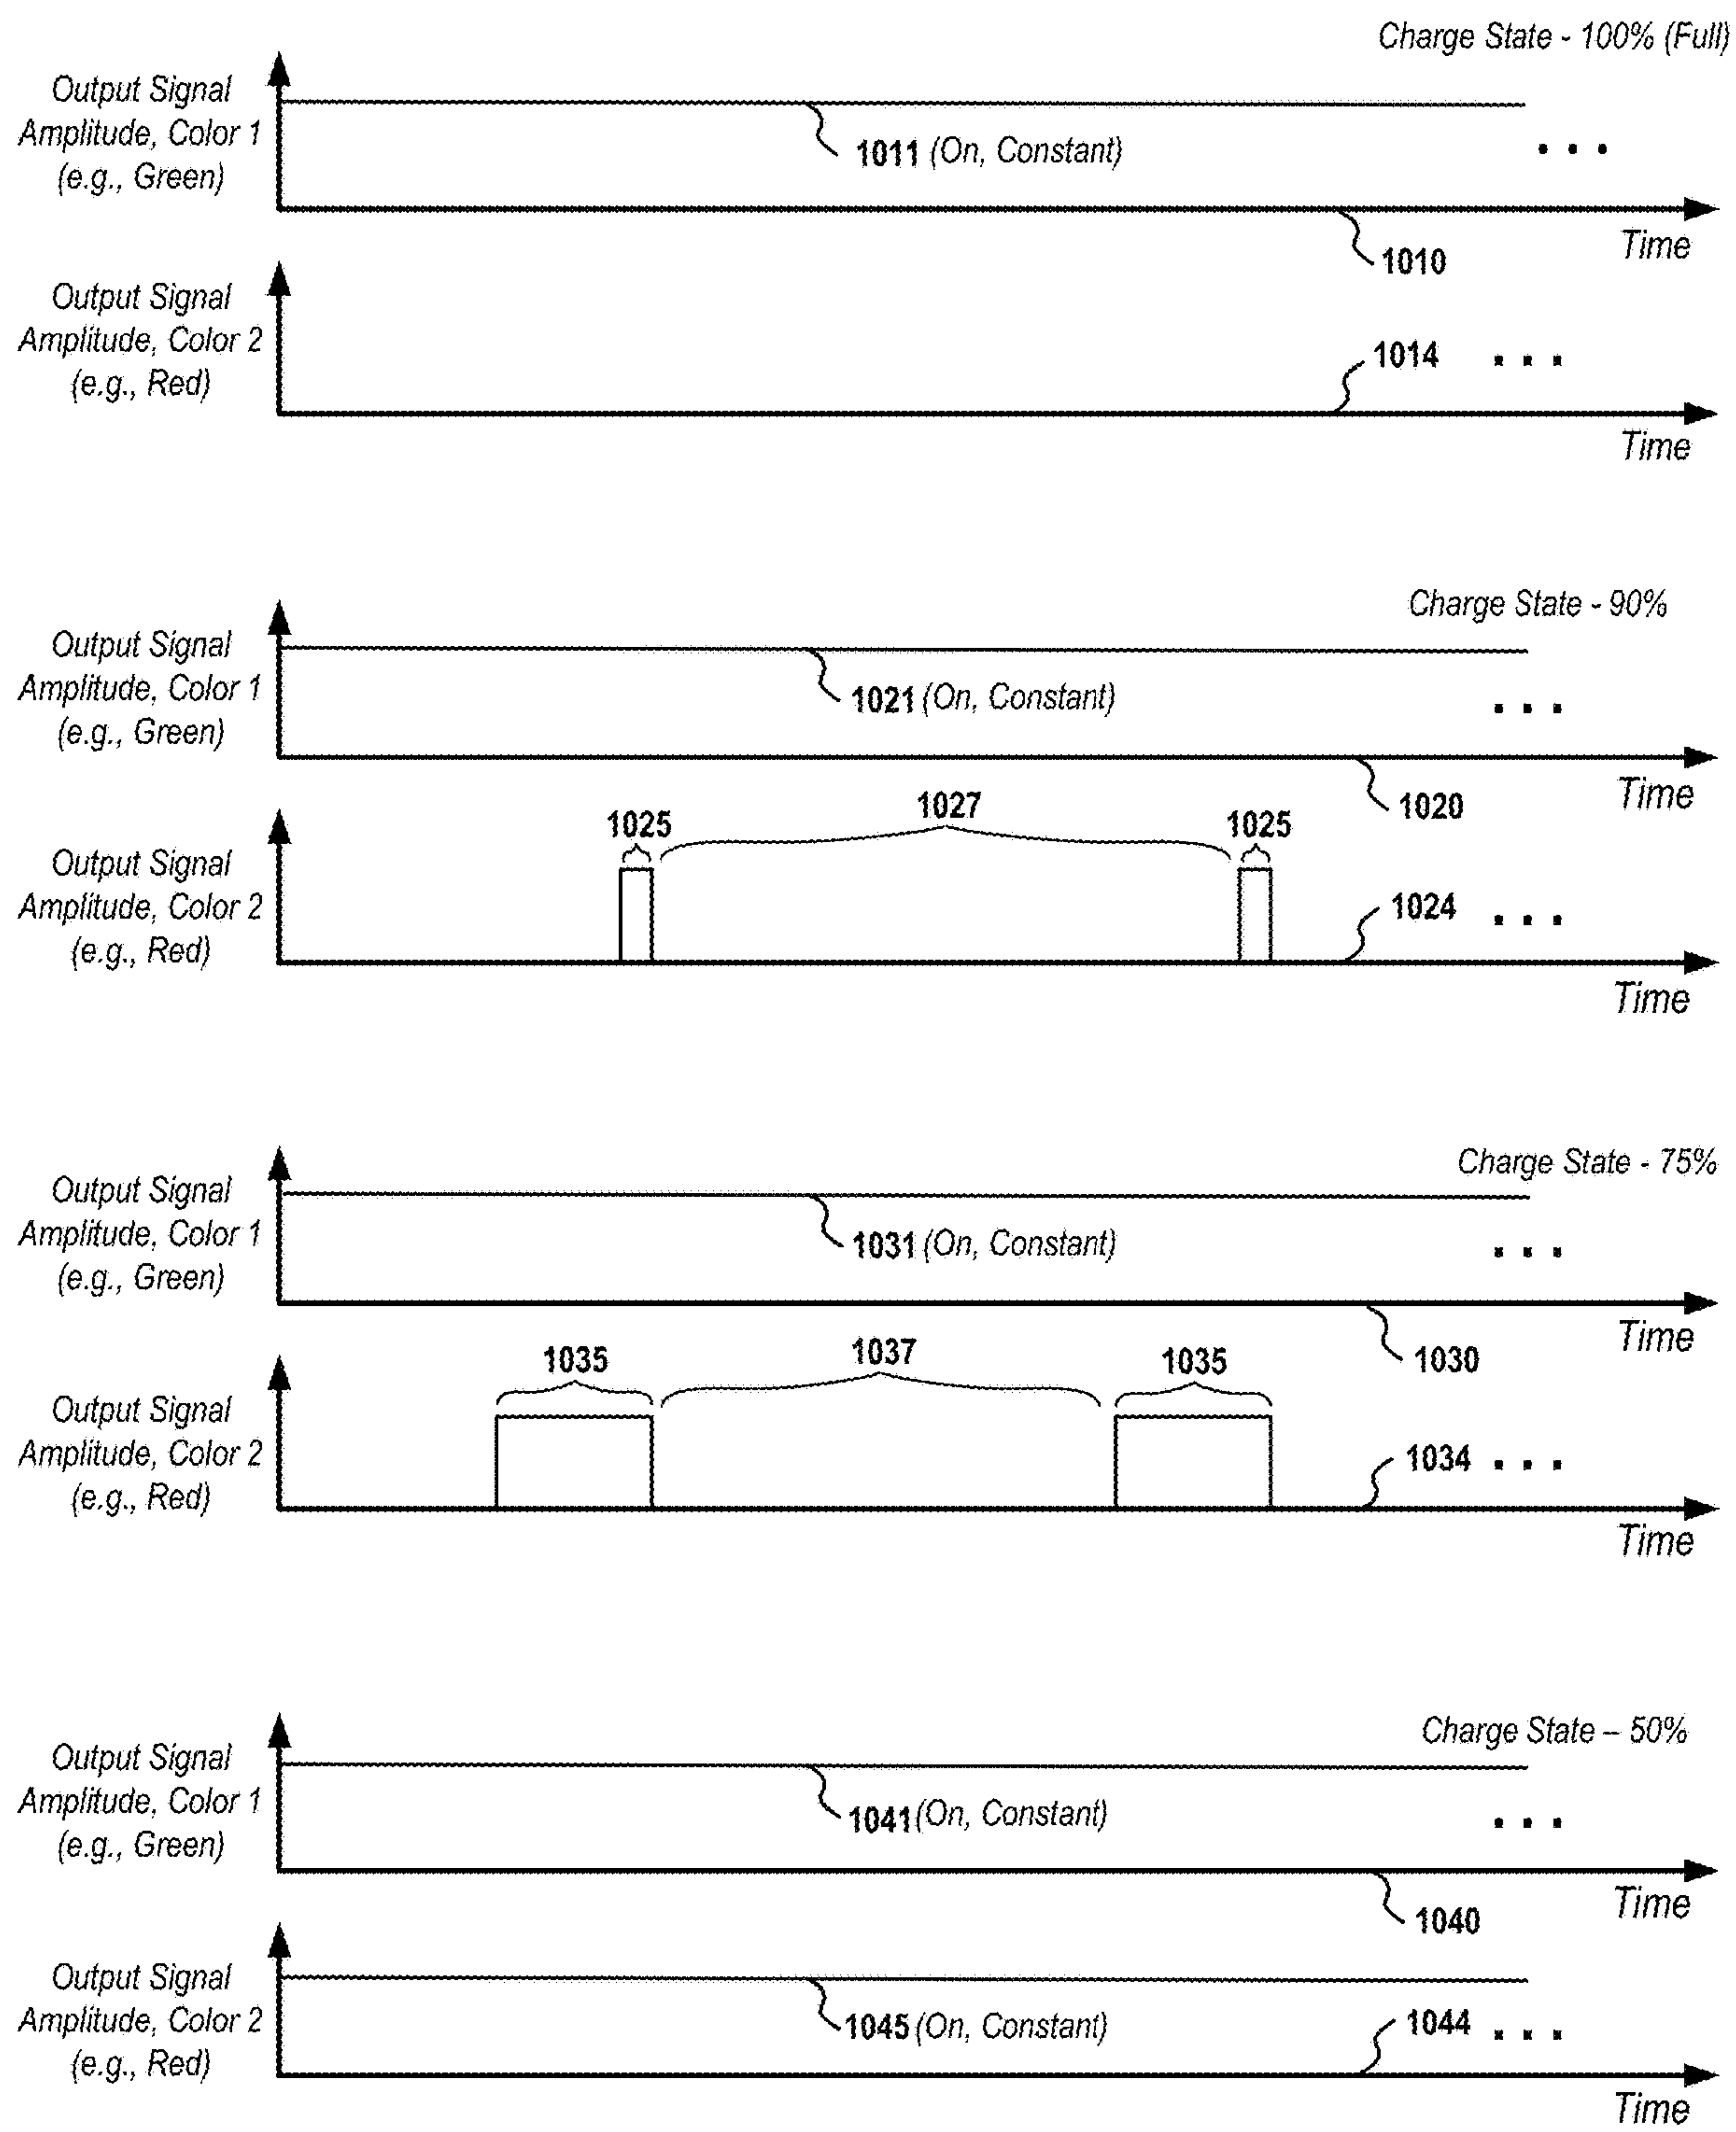 Charge State - 100% (Full)
Output Signal
Amplitude, Color 1
(e.g., Green)
1011 (On, Constant)
. . .
1010
Time
Output Signal
Amplitude, Color 2
(e.g., Red)
1014
. . .
Time
Charge State - 90%
Output Signal
Amplitude, Color 1
(e.g., Green)
1021 (On, Constant)
. . .
1020
Time
1025
1027
1025
Output Signal
Amplitude, Color 2
(e.g., Red)
1024
. . .
Time
Charge State - 75%
Output Signal
Amplitude, Color 1
(e.g., Green)
1031 (On, Constant)
. . .
1030
Time
1035
1037
1035
Output Signal
Amplitude, Color 2
(e.g., Red)
1034
. . .
Time
Charge State – 50%
Output Signal
Amplitude, Color 1
(e.g., Green)
1041 (On, Constant)
. . .
1040
Time
Output Signal
Amplitude, Color 2
(e.g., Red)
1045 (On, Constant)
1044
. . .
Time